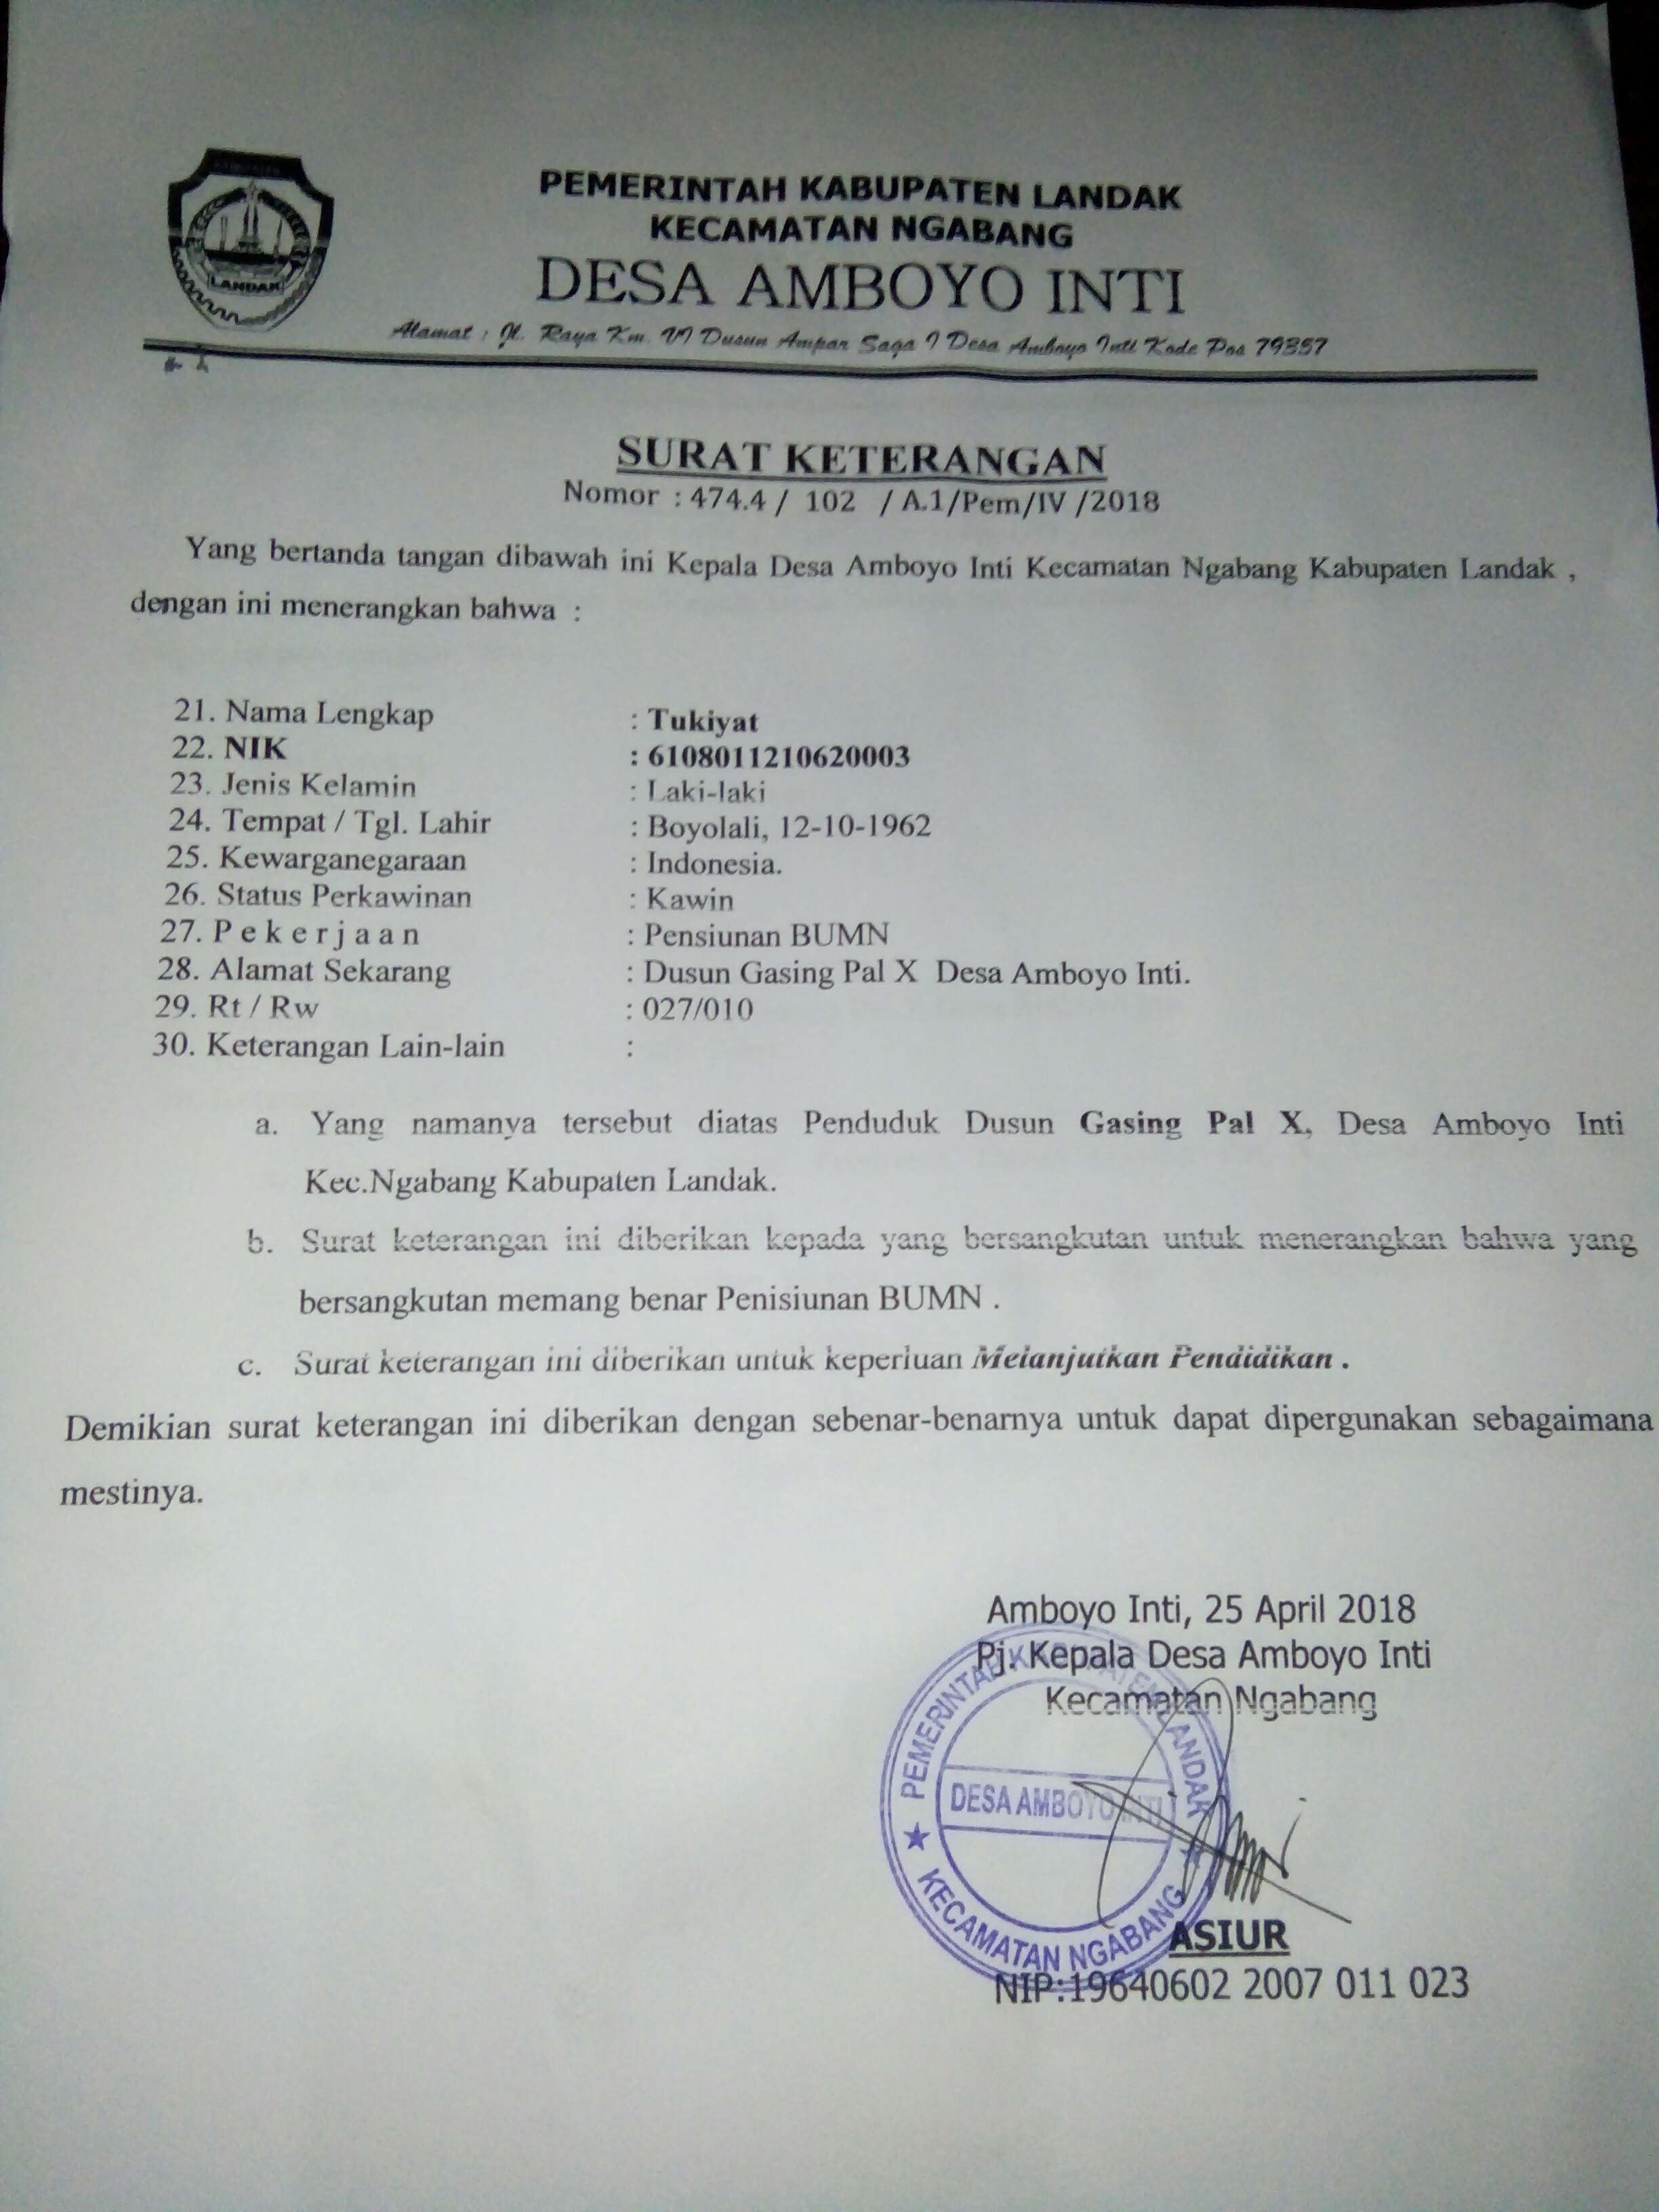 LANDAK
PEMERINTAH KABUPATEN LANDAK
KECAMATAN NGABANG
DESA AMBOYO INTI
Alamat : Jl. Raya Km. VI Dusun Ampar Saga I Desa Amboyo Inti Kode Pos 79357
SURAT KETERANGAN
Nomor : 474.4 / 102 / A.1/Pem/IV /2018
Yang bertanda tangan dibawah ini Kepala Desa Amboyo Inti Kecamatan Ngabang Kabupaten Landak ,
dengan ini menerangkan bahwa :
21. Nama Lengkap : Tukiyat
22. NIK : 6108011210620003
23. Jenis Kelamin : Laki-laki
24. Tempat / Tgl. Lahir : Boyolali, 12-10-1962
25. Kewarganegaraan : Indonesia.
26. Status Perkawinan : Kawin
27. P e k e r j a a n : Pensiunan BUMN
28. Alamat Sekarang : Dusun Gasing Pal X Desa Amboyo Inti.
29. Rt / Rw : 027/010
30. Keterangan Lain-lain :
a. Yang namanya tersebut diatas Penduduk Dusun Gasing Pal X, Desa Amboyo Inti
Kec.Ngabang Kabupaten Landak.
b. Surat keterangan ini diberikan kepada yang bersangkutan untuk menerangkan bahwa yang
bersangkutan memang benar Penisiunan BUMN .
c. Surat keterangan ini diberikan untuk keperluan Melanjutkan Pendidikan .
Demikian surat keterangan ini diberikan dengan sebenar-benarnya untuk dapat dipergunakan sebagaimana
mestinya.
Amboyo Inti, 25 April 2018
Pj. Kepala Desa Amboyo Inti
Kecamatan Ngabang
PEMERINTAH KABUPATEN LANDAK
DESA AMBOYO INTI
KECAMATAN NGABANG
ASIUR
NIP:19640602 2007 011 023